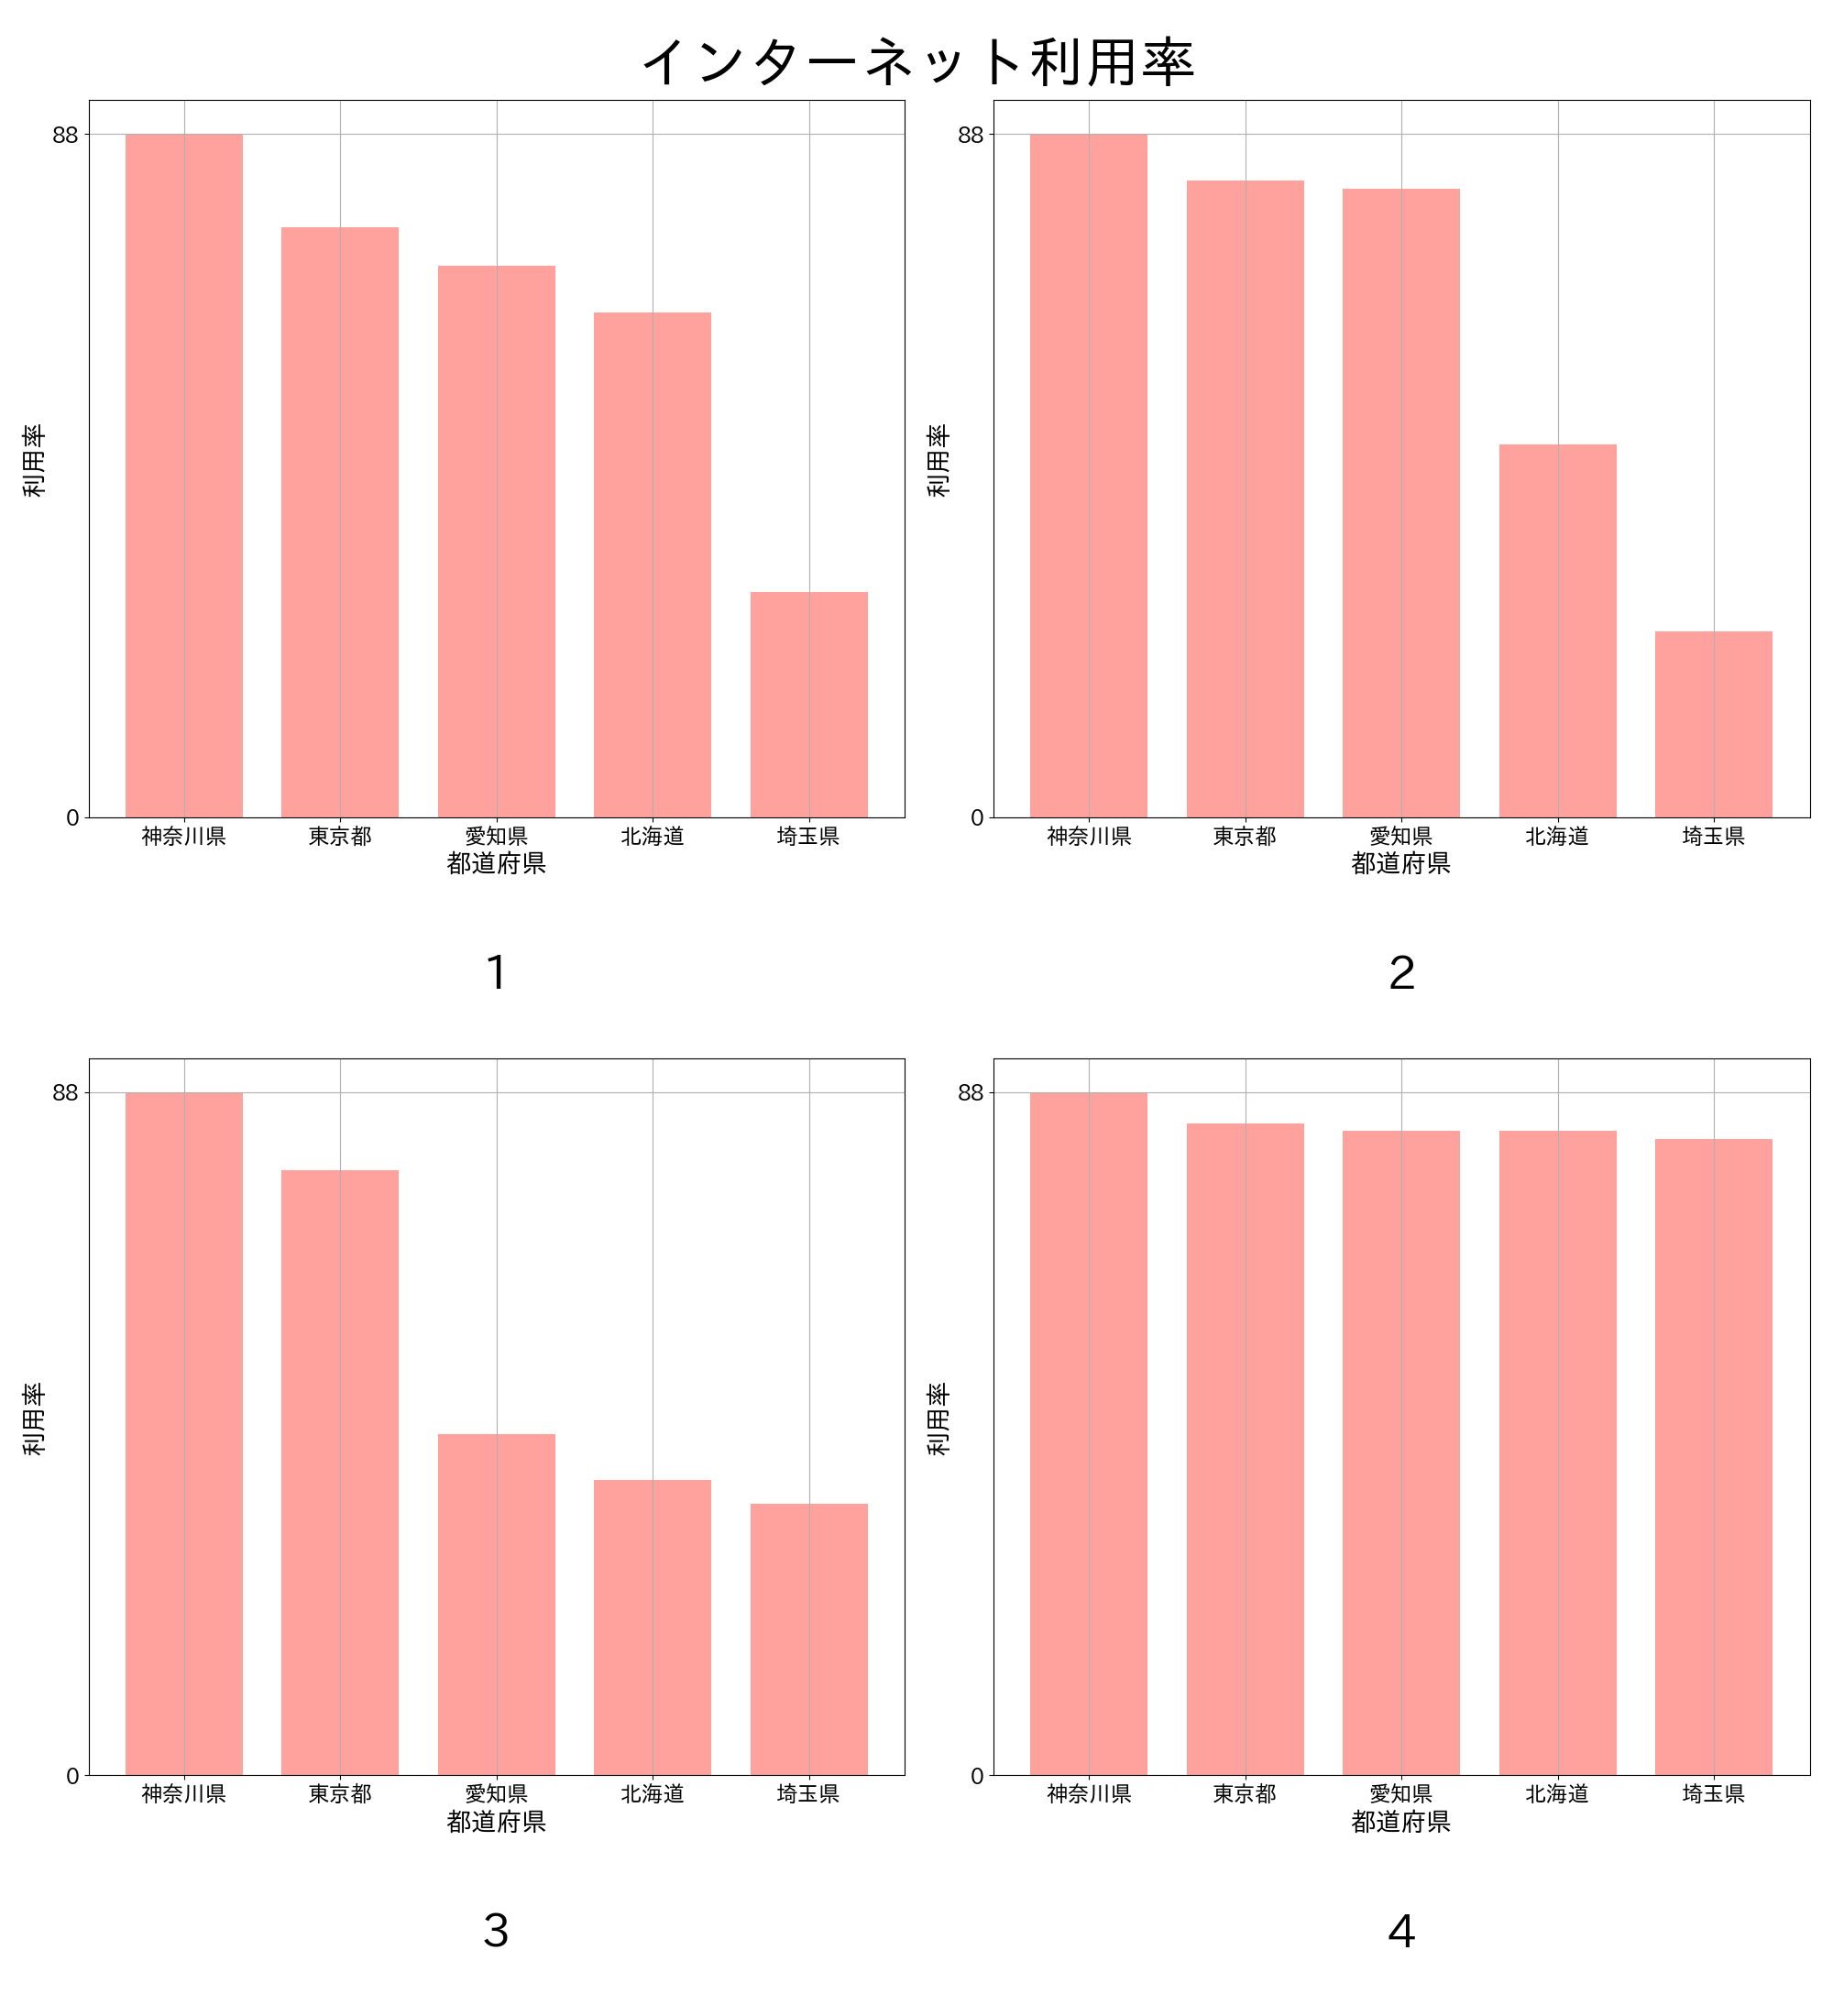 インターネット利用率
88
0
利用率
神奈川県 東京都 愛知県 北海道 埼玉県
都道府県
1
88
0
利用率
神奈川県 東京都 愛知県 北海道 埼玉県
都道府県
2
88
0
利用率
神奈川県 東京都 愛知県 北海道 埼玉県
都道府県
3
88
0
利用率
神奈川県 東京都 愛知県 北海道 埼玉県
都道府県
4